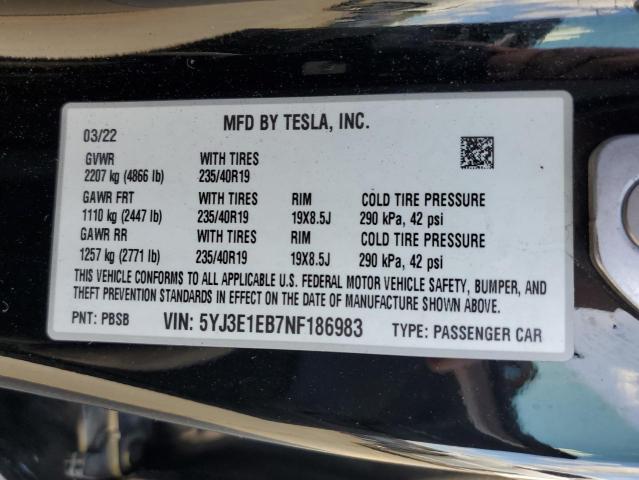 MFD BY TESLA, INC.
03/22
GVWR WITH TIRES
2207 kg (4866 lb) 235/40R19
GAWR FRT WITH TIRES RIM COLD TIRE PRESSURE
1110 kg (2447 lb) 235/40R19 19X8.5J 290 kPa, 42 psi
GAWR RR WITH TIRES RIM COLD TIRE PRESSURE
1257 kg (2771 lb) 235/40R19 19X8.5J 290 kPa, 42 psi
THIS VEHICLE CONFORMS TO ALL APPLICABLE U.S. FEDERAL MOTOR VEHICLE SAFETY, BUMPER, AND
THEFT PREVENTION STANDARDS IN EFFECT ON THE DATE OF MANUFACTURE SHOWN ABOVE.
PNT: PBSB VIN: 5YJ3E1EB7NF186983 TYPE: PASSENGER CAR